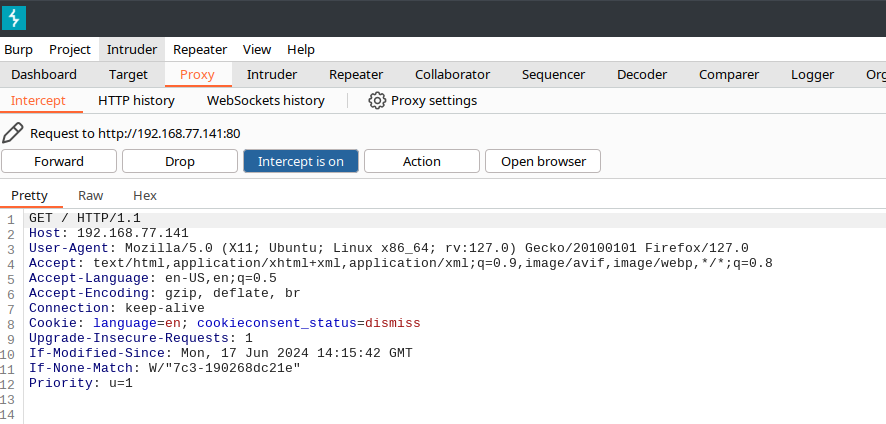 Burp Project Intruder Repeater View Help
Dashboard Target Proxy Intruder Repeater Collaborator Sequencer Decoder Comparer Logger
Intercept HTTP history WebSockets history Proxy settings
Request to http://192.168.77.141:80
Forward Drop Intercept is on Action Open browser
Pretty Raw Hex
1 GET / HTTP/1.1
2 Host: 192.168.77.141
3 User-Agent: Mozilla/5.0 (X11; Ubuntu; Linux x86_64; rv:127.0) Gecko/20100101 Firefox/127.0
4 Accept: text/html,application/xhtml+xml,application/xml;q=0.9,image/avif,image/webp,*/*;q=0.8
5 Accept-Language: en-US,en;q=0.5
6 Accept-Encoding: gzip, deflate, br
7 Connection: keep-alive
8 Cookie: language=en; cookieconsent_status=dismiss
9 Upgrade-Insecure-Requests: 1
10 If-Modified-Since: Mon, 17 Jun 2024 14:15:42 GMT
11 If-None-Match: W/"7c3-190268dc21e"
12 Priority: u=1
13
14